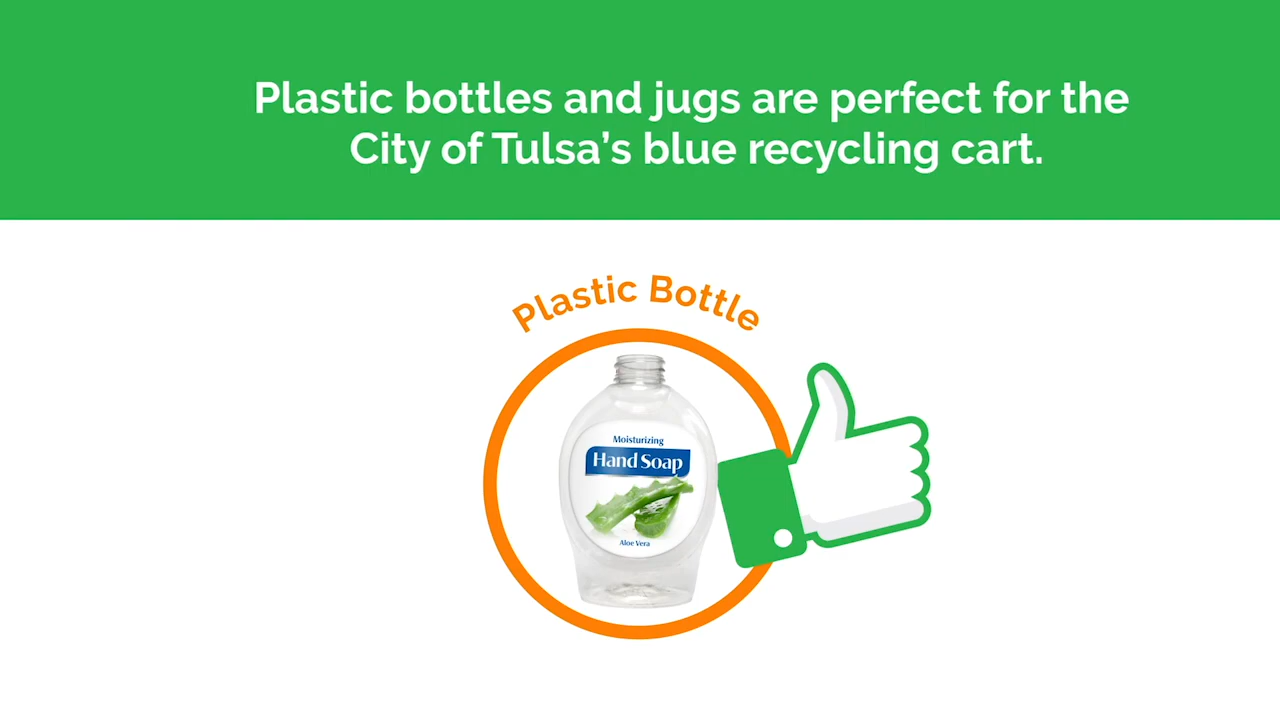 Plastic bottles and jugs are perfect for the
City of Tulsa’s blue recycling cart.
Plastic Bottle
Moisturizing
Hand Soap
Aloe Vera